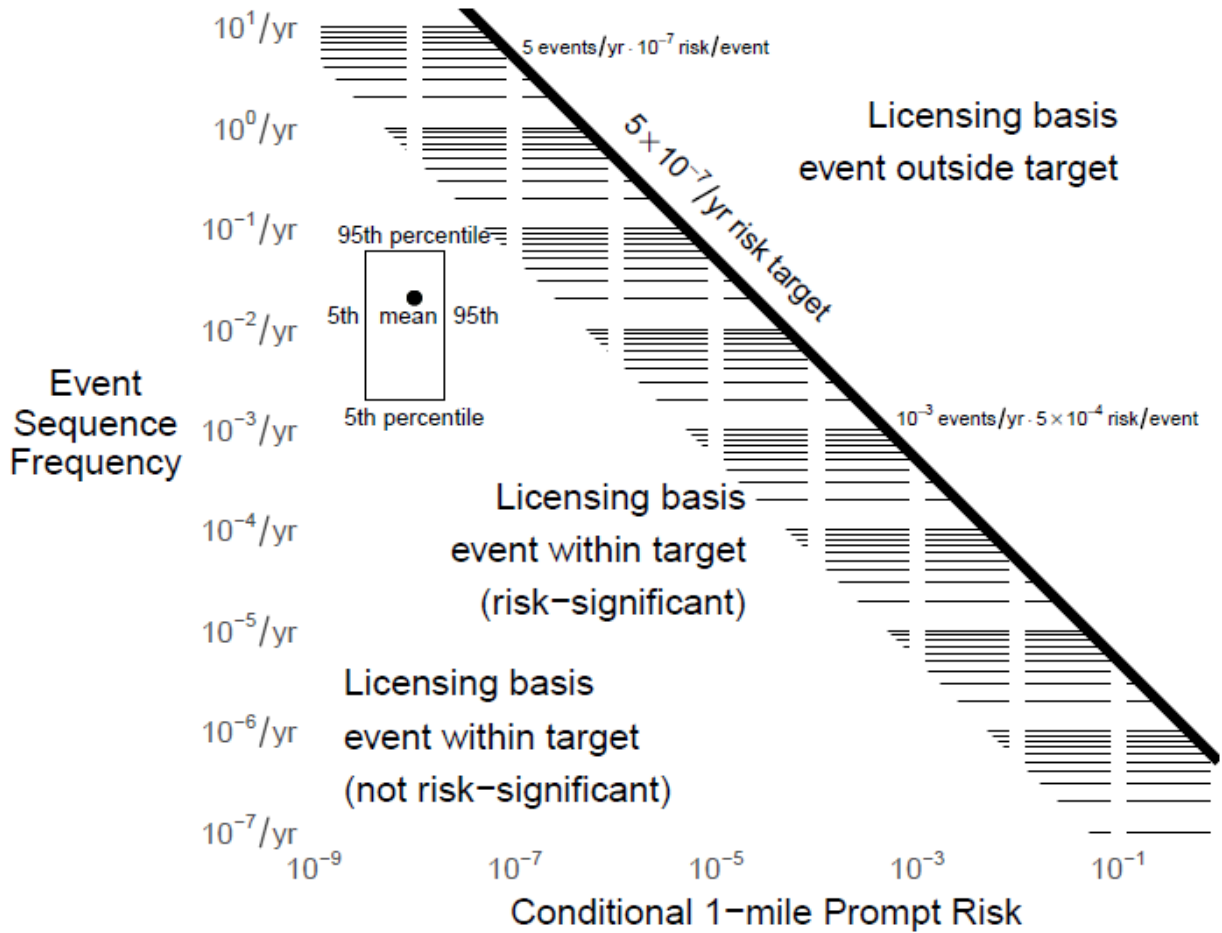 10¹/yr
5 events/yr · 10⁻⁷ risk/event
Licensing basis
event outside target
10⁰/yr
5×10⁻⁷/yr risk target
10⁻¹/yr
95th percentile
5th mean 95th
5th percentile
10⁻²/yr
Event
Sequence
Frequency
10⁻³/yr
10⁻³ events/yr · 5×10⁻⁴ risk/event
Licensing basis
event within target
(risk−significant)
10⁻⁴/yr
10⁻⁵/yr
Licensing basis
event within target
(not risk−significant)
10⁻⁶/yr
10⁻⁷/yr
10⁻⁹ 10⁻⁷ 10⁻⁵ 10⁻³ 10⁻¹
Conditional 1−mile Prompt Risk